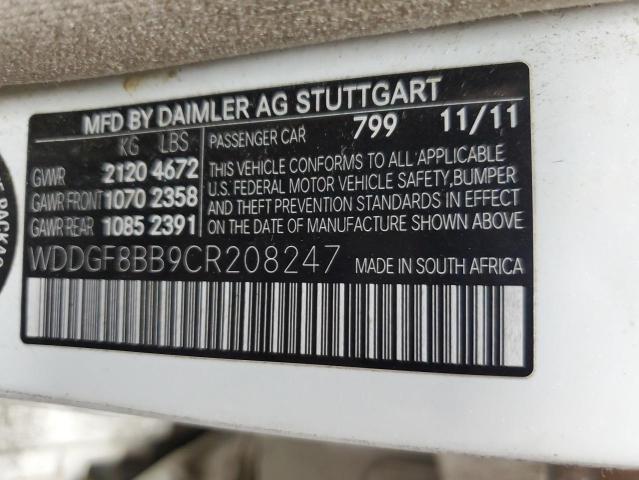 MFD BY DAIMLER AG STUTTGART
KG LBS
GVWR 2120 4672
GAWR FRONT 1070 2358
GAWR REAR 1085 2391
PASSENGER CAR 799 11/11
THIS VEHICLE CONFORMS TO ALL APPLICABLE
U.S. FEDERAL MOTOR VEHICLE SAFETY, BUMPER
AND THEFT PREVENTION STANDARDS IN EFFECT
ON THE DATE OF MANUFACTURE SHOWN ABOVE
WDDGF8BB9CR208247 MADE IN SOUTH AFRICA